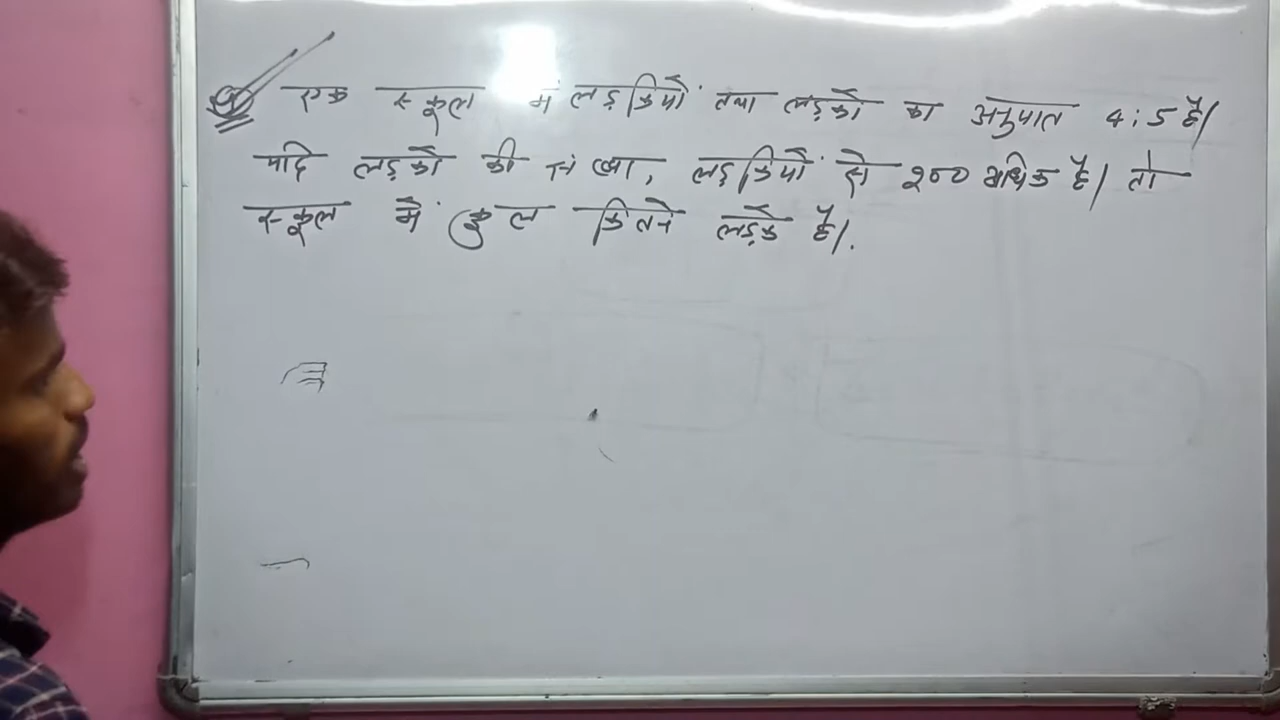 एक स्कूल में लड़कियों तथा लड़को का अनुपात 4:5 है।
यदि लड़को की संख्या, लड़कियों से 200 अधिक है। तो
स्कूल में कुल कितने लड़के है।.